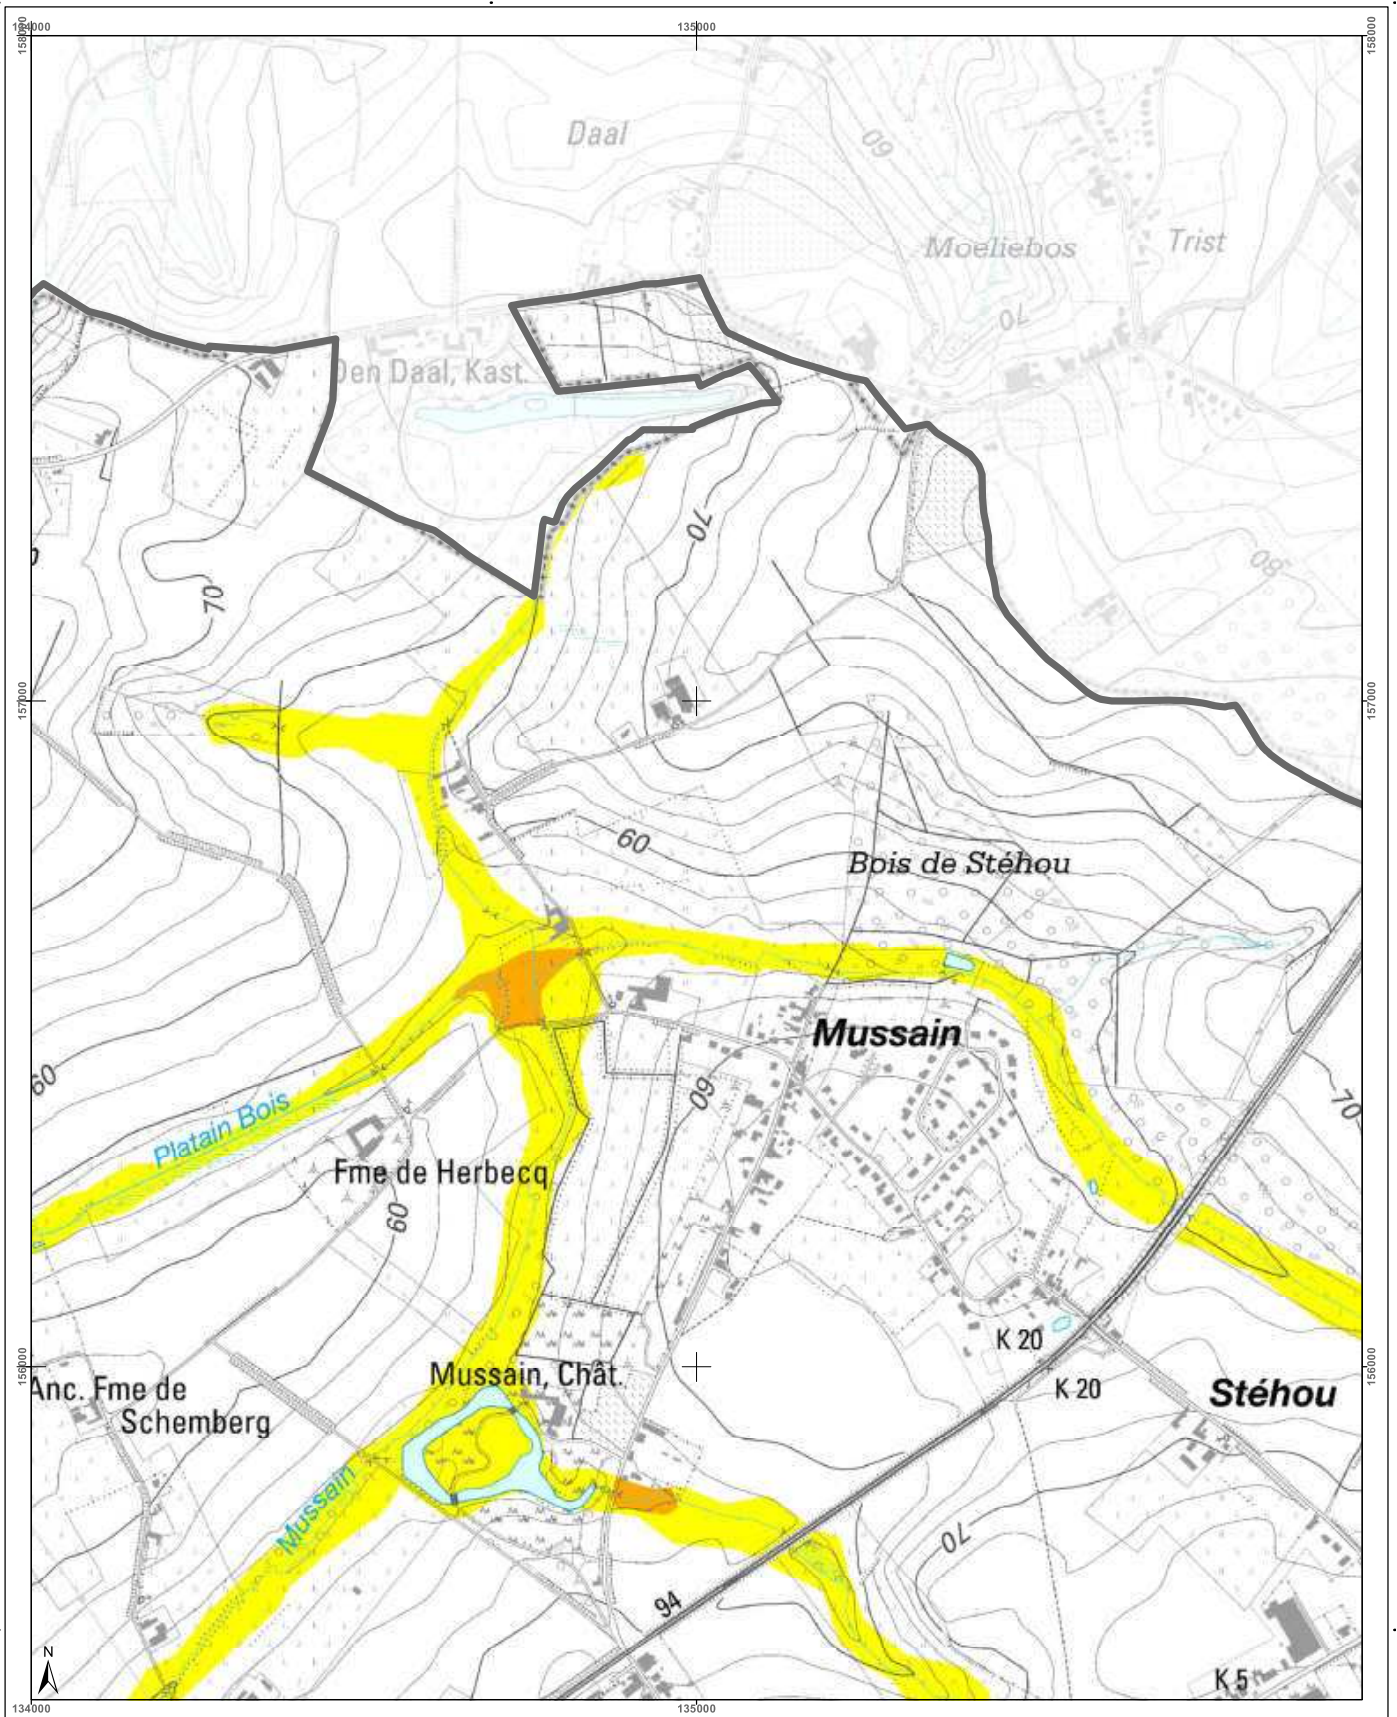 134000
135000
158000
158000
Daal
60
Moeliebos
Trist
70
Den Daal, Kast.
70
80
70
157000
157000
60
Bois de Stéhou
Mussain
60
60
70
Platain Bois
Fme de Herbecq
60
K 20
156000
156000
Mussain, Chât.
K 20
Anc. Fme de
Schemberg
Stéhou
Mussain
70
94
N
K 5
134000
135000